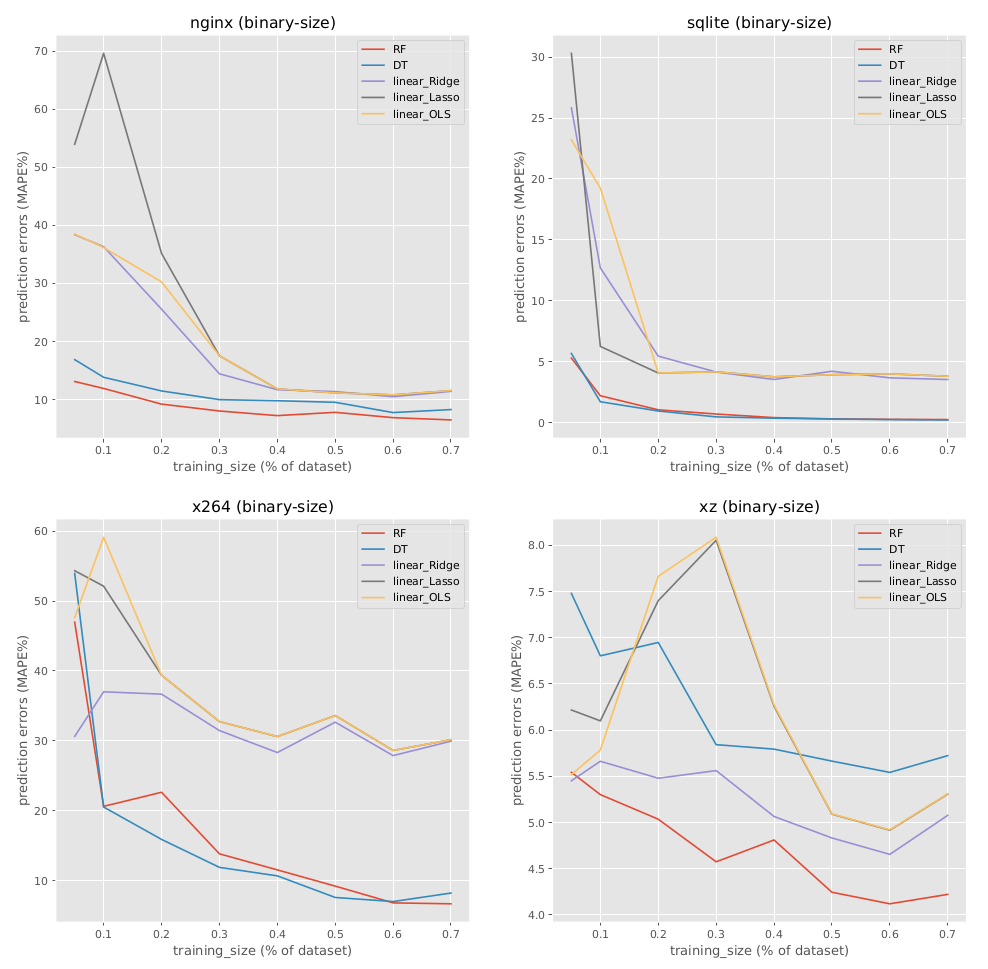 nginx (binary-size)
prediction errors (MAPE%)
70
60
50
40
30
20
10
0.1 0.2 0.3 0.4 0.5 0.6 0.7
training_size (% of dataset)
RF
DT
linear_Ridge
linear_Lasso
linear_OLS
sqlite (binary-size)
prediction errors (MAPE%)
30
25
20
15
10
5
0
0.1 0.2 0.3 0.4 0.5 0.6 0.7
training_size (% of dataset)
RF
DT
linear_Ridge
linear_Lasso
linear_OLS
x264 (binary-size)
prediction errors (MAPE%)
60
50
40
30
20
10
0.1 0.2 0.3 0.4 0.5 0.6 0.7
training_size (% of dataset)
RF
DT
linear_Ridge
linear_Lasso
linear_OLS
xz (binary-size)
prediction errors (MAPE%)
8.0
7.5
7.0
6.5
6.0
5.5
5.0
4.5
4.0
0.1 0.2 0.3 0.4 0.5 0.6 0.7
training_size (% of dataset)
RF
DT
linear_Ridge
linear_Lasso
linear_OLS